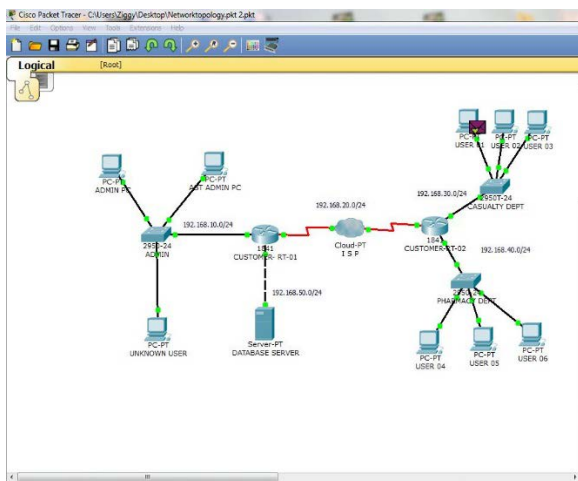 Cisco Packet Tracer - C:\Users\Ziggy\Desktop\Networktopology.pkt 2.pkt
File Edit Options View Tools Extensions Help
Logical [Root]
PC-PT
USER 01
PC-PT
USER 02
PC-PT
USER 03
PC-PT
ADMIN PC
PC-PT
AST ADMIN PC
192.168.30.0/24
2950T-24
CASUALTY DEPT
192.168.20.0/24
192.168.10.0/24
2950-24
ADMIN
1841
CUSTOMER- RT-01
Cloud-PT
I S P
1841
CUSTOMER-RT-02
192.168.40.0/24
192.168.50.0/24
2950-24
PHARMACY DEPT
PC-PT
UNKNOWN USER
Server-PT
DATABASE SERVER
PC-PT
USER 04
PC-PT
USER 05
PC-PT
USER 06